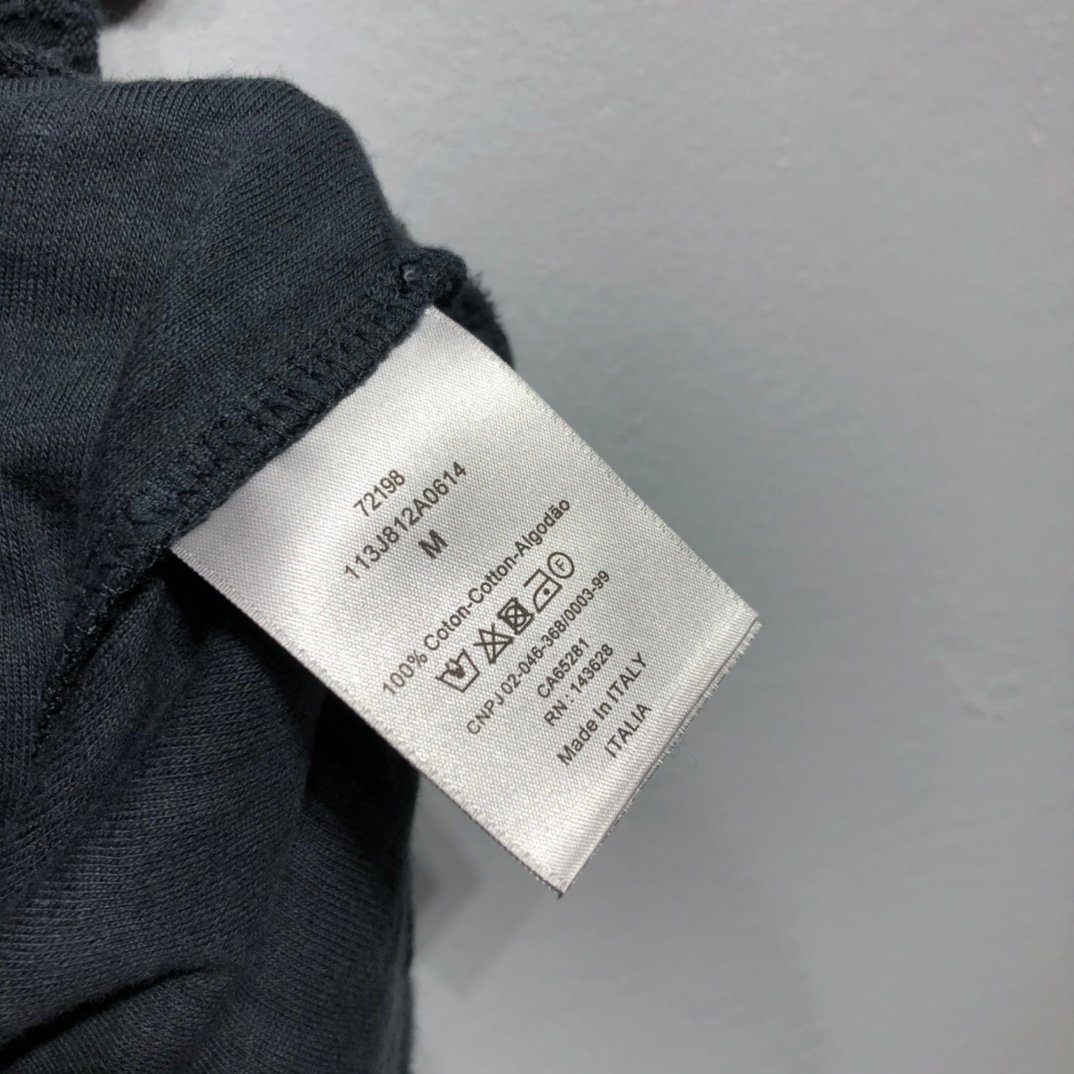 72198
113J812A0614
M
100% Coton-Cotton-Algodão
F
CNPJ 02-046-368/0003-99
CA65281
RN 143628
Made In ITALY
ITALIA